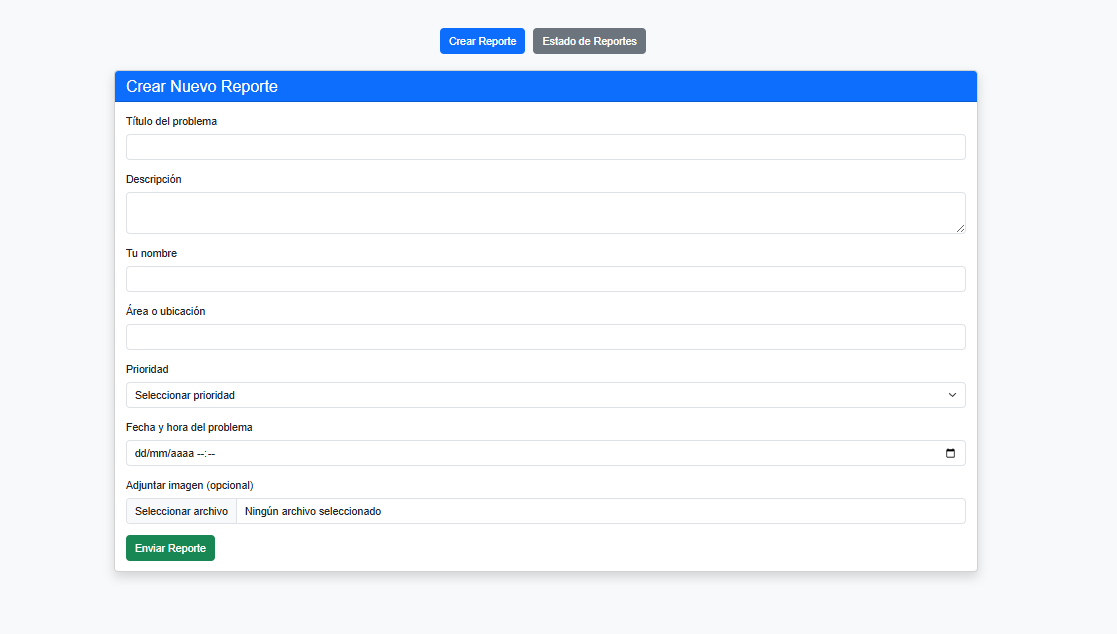 Crear Reporte Estado de Reportes
Crear Nuevo Reporte
Título del problema
Descripción
Tu nombre
Área o ubicación
Prioridad
Seleccionar prioridad
Fecha y hora del problema
dd/mm/aaaa --:--
Adjuntar imagen (opcional)
Seleccionar archivo Ningún archivo seleccionado
Enviar Reporte